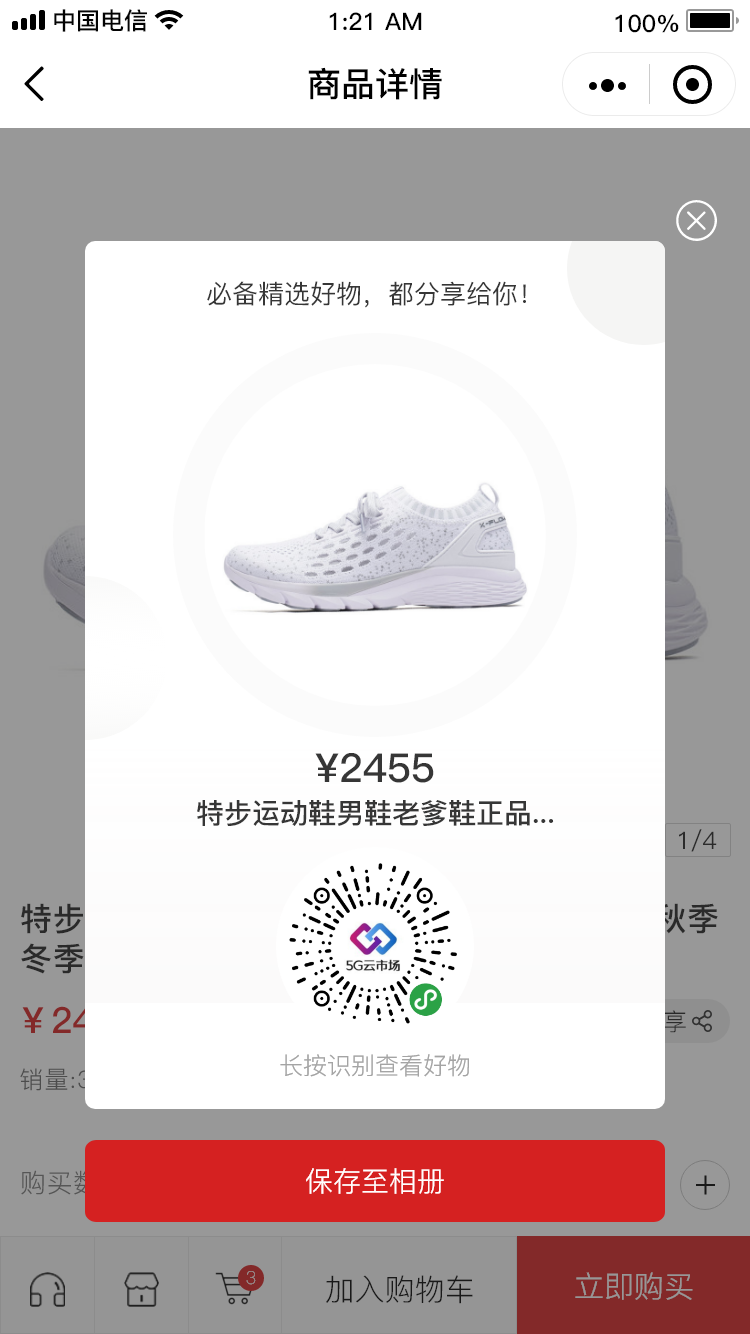 中国电信
1:21 AM
100%
商品详情
必备精选好物，都分享给你！
X-FLOW
¥2455
特步运动鞋男鞋老爹鞋正品...
1/4
5G云市场
特步
秋季
冬季
¥ 24
享
销量:3
长按识别查看好物
保存至相册
购买数
3
加入购物车
立即购买